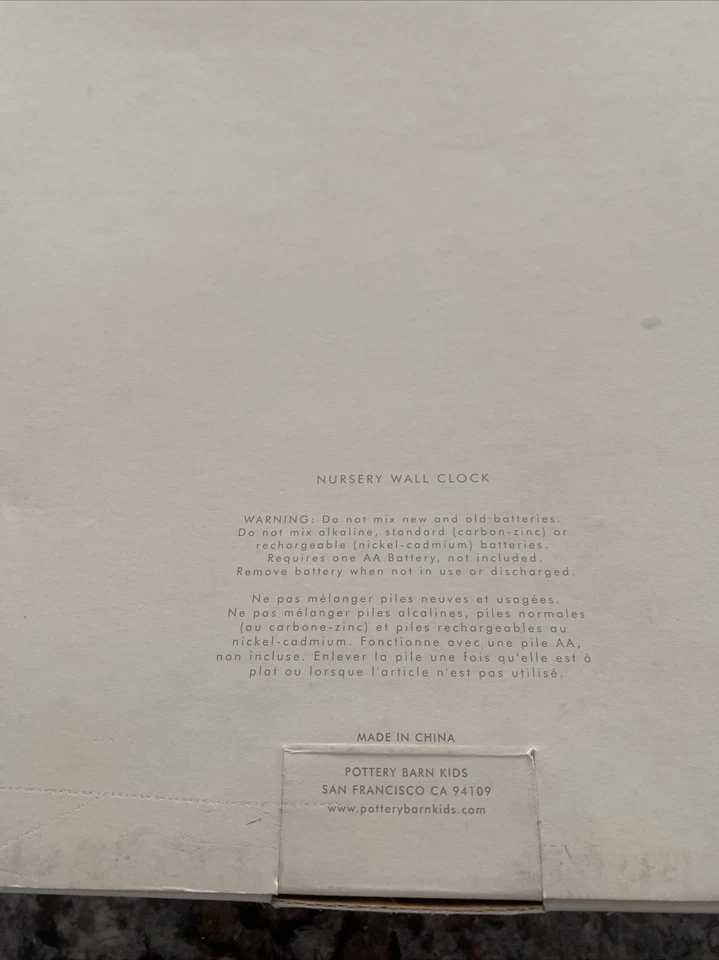 NURSERY WALL CLOCK
WARNING: Do not mix new and old batteries.
Do not mix alkaline, standard (carbon-zinc) or
rechargeable (nickel-cadmium) batteries.
Requires one AA Battery, not included.
Remove battery when not in use or discharged.
Ne pas mélanger piles neuves et usagées.
Ne pas mélanger piles alcalines, piles normales
(au carbone-zinc) et piles rechargeables au
nickel-cadmium. Fonctionne avec une pile AA,
non incluse. Enlever la pile une fois qu'elle est à
plat ou lorsque l'article n'est pas utilisé.
MADE IN CHINA
POTTERY BARN KIDS
SAN FRANCISCO CA 94109
www.potterybarnkids.com